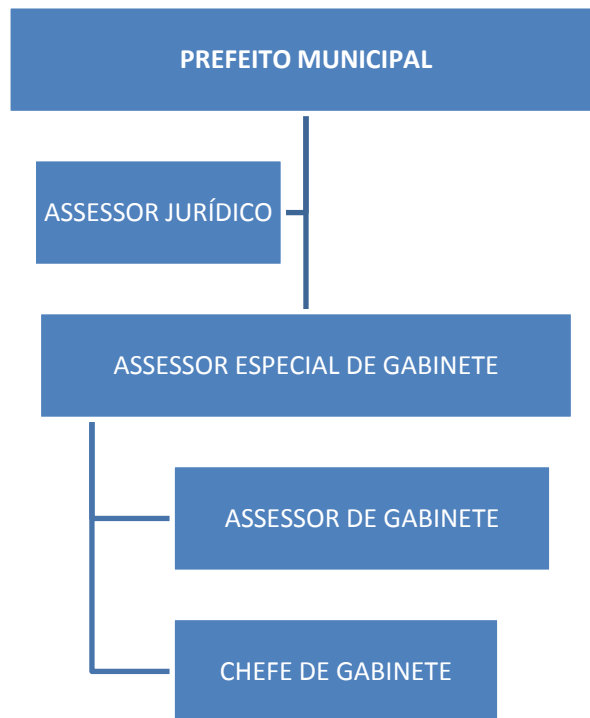 PREFEITO MUNICIPAL
ASSESSOR JURÍDICO
ASSESSOR ESPECIAL DE GABINETE
ASSESSOR DE GABINETE
CHEFE DE GABINETE